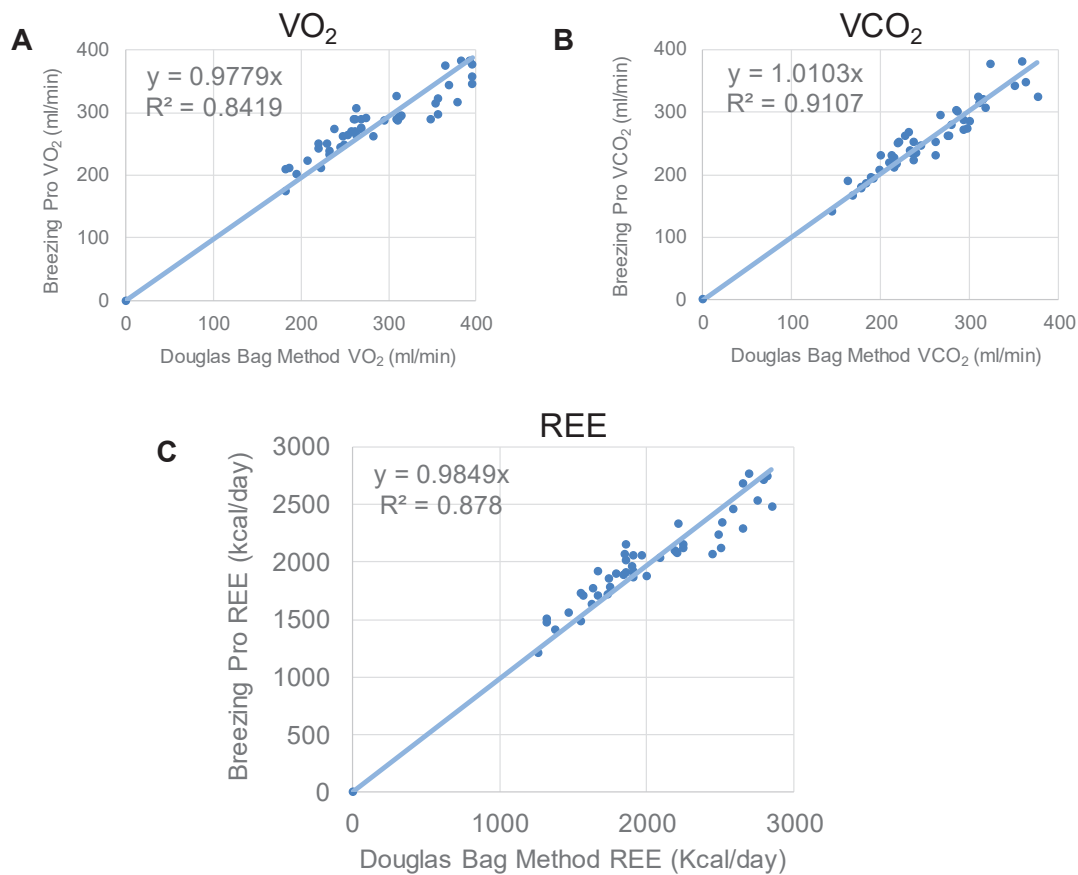 A
VO₂
Breezing Pro VO₂ (ml/min)
y = 0.9779x
R² = 0.8419
400
300
200
100
0
0 100 200 300 400
Douglas Bag Method VO₂ (ml/min)
B
VCO₂
Breezing Pro VCO₂ (ml/min)
y = 1.0103x
R² = 0.9107
400
300
200
100
0
0 100 200 300 400
Douglas Bag Method VCO₂ (ml/min)
C
REE
Breezing Pro REE (kcal/day)
y = 0.9849x
R² = 0.878
3000
2500
2000
1500
1000
500
0
0 1000 2000 3000
Douglas Bag Method REE (Kcal/day)